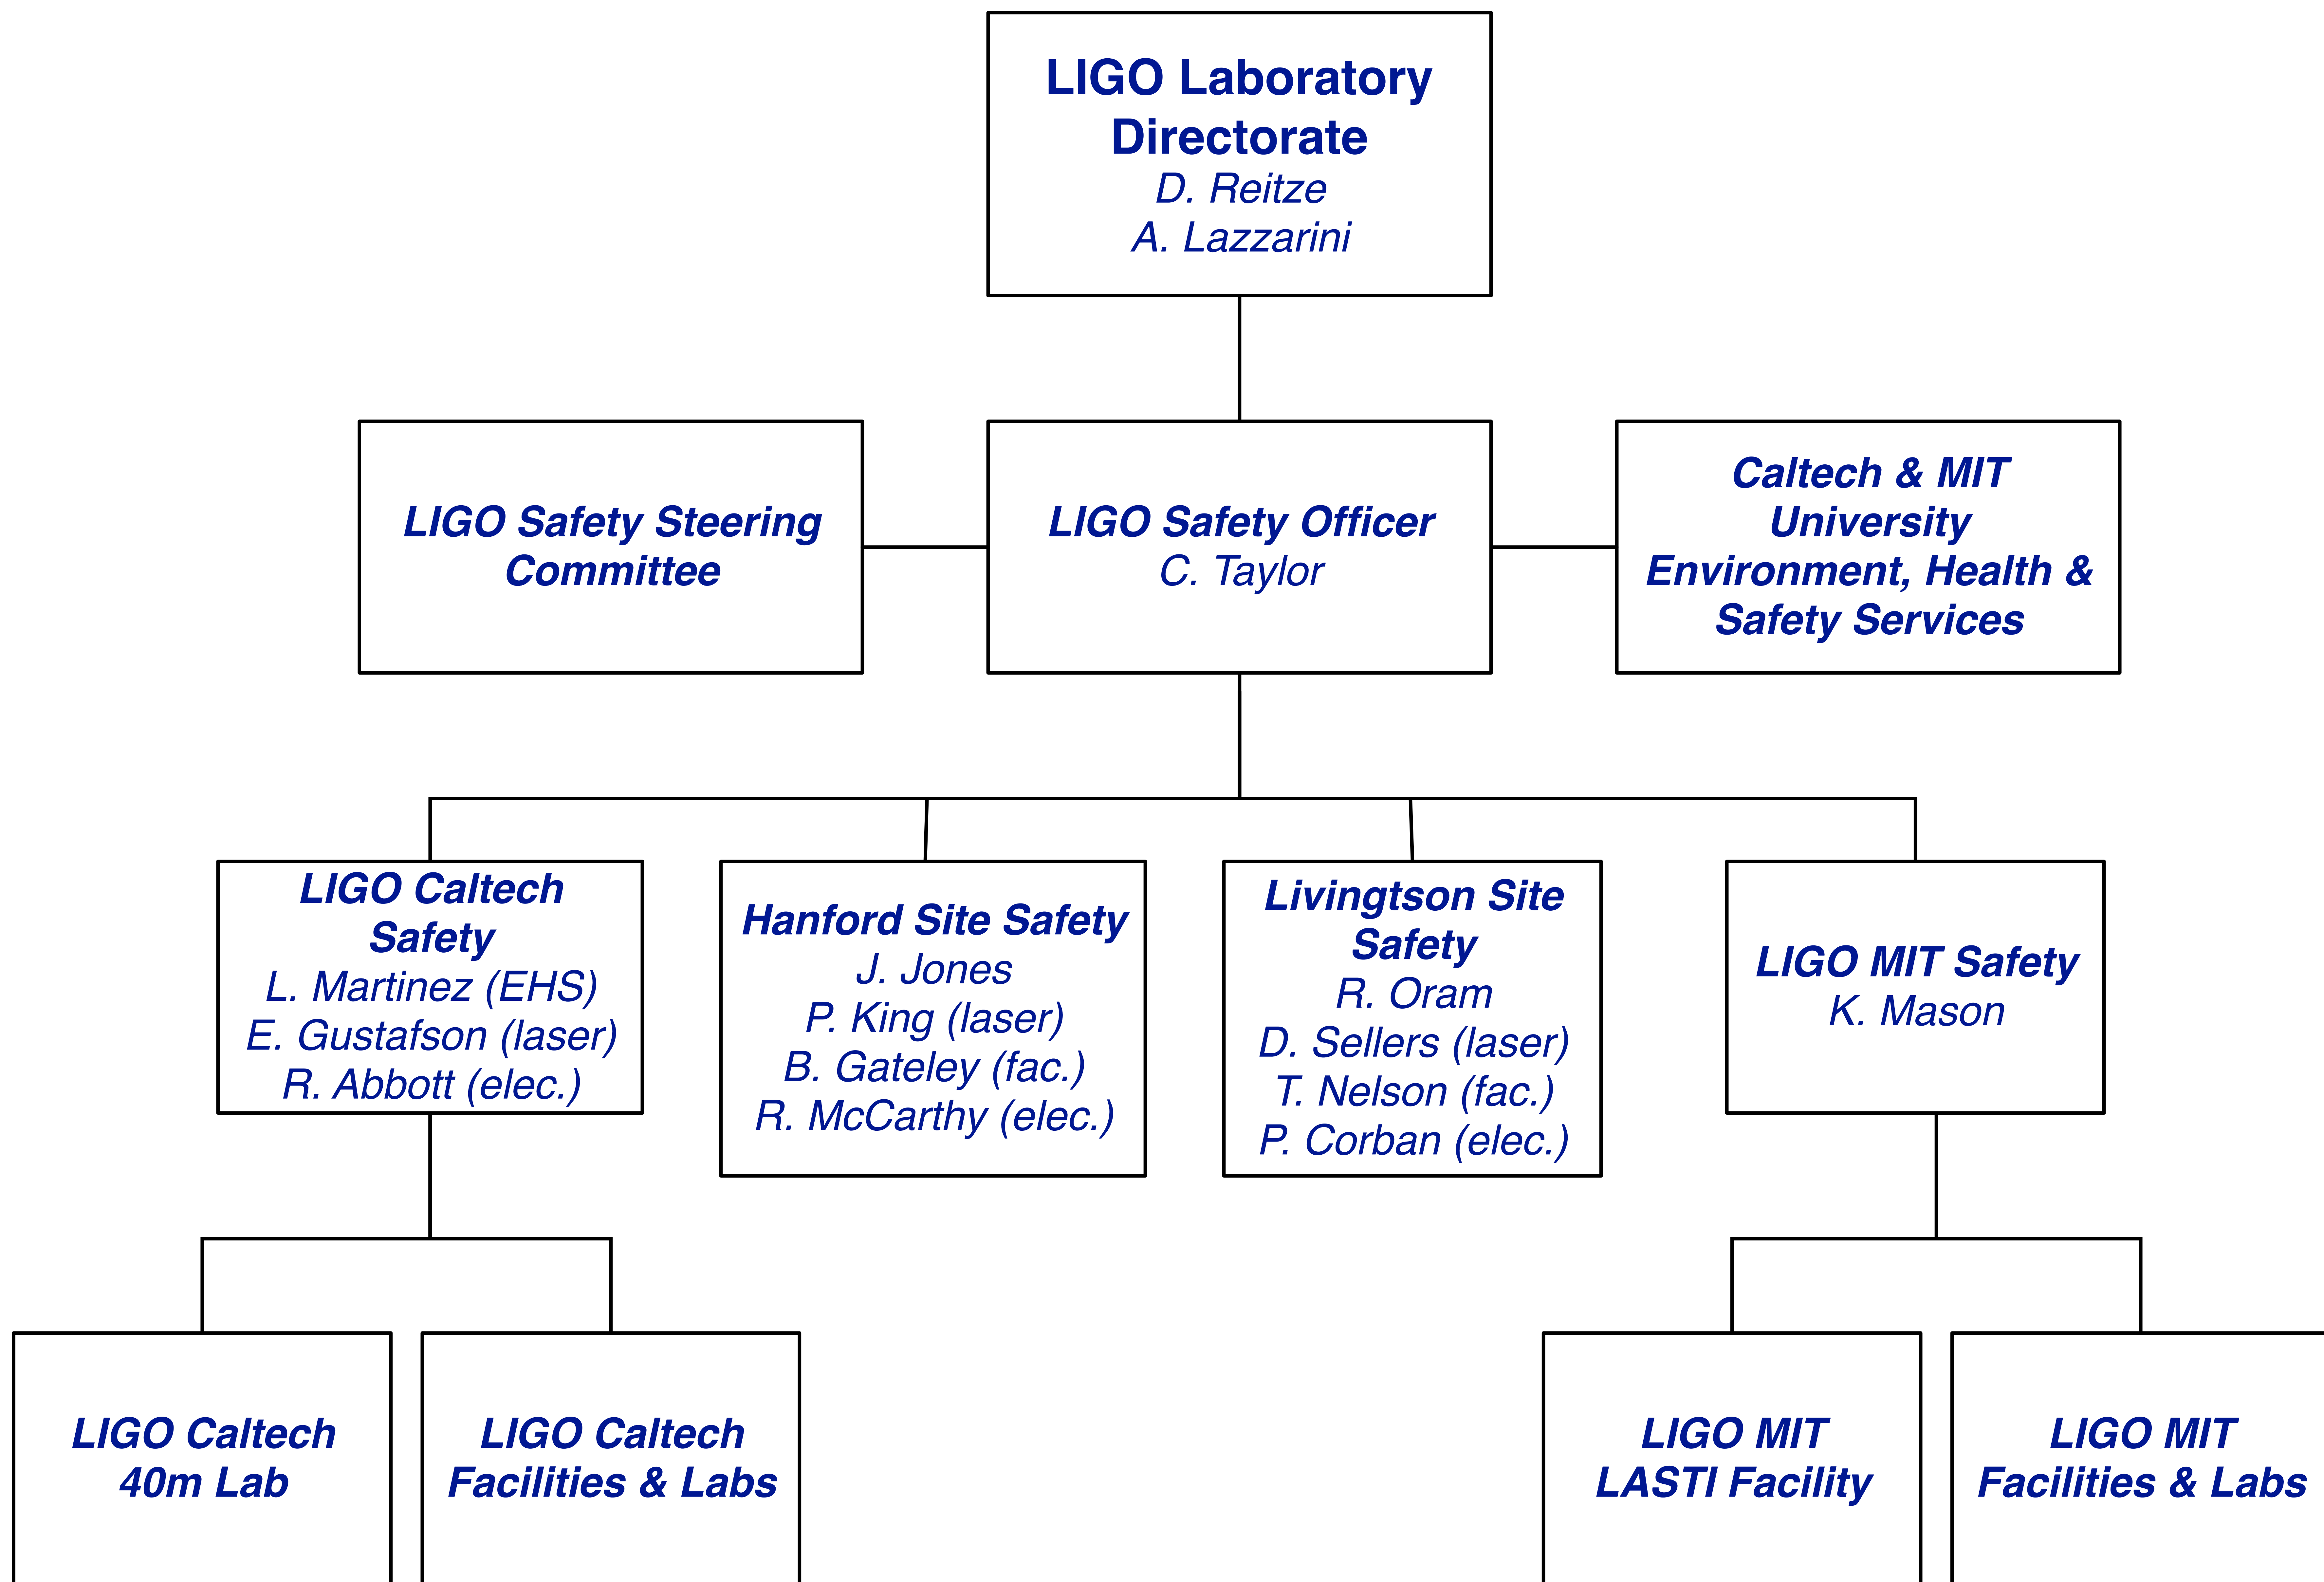 LIGO Laboratory
Directorate
D. Reitze
A. Lazzarini
LIGO Safety Steering
Committee
LIGO Safety Officer
C. Taylor
Caltech & MIT
University
Environment, Health &
Safety Services
LIGO Caltech
Safety
L. Martinez (EHS)
E. Gustafson (laser)
R. Abbott (elec.)
Hanford Site Safety
J. Jones
P. King (laser)
B. Gateley (fac.)
R. McCarthy (elec.)
Livingtson Site
Safety
R. Oram
D. Sellers (laser)
T. Nelson (fac.)
P. Corban (elec.)
LIGO MIT Safety
K. Mason
LIGO Caltech
40m Lab
LIGO Caltech
Facilities & Labs
LIGO MIT
LASTI Facility
LIGO MIT
Facilities & Labs